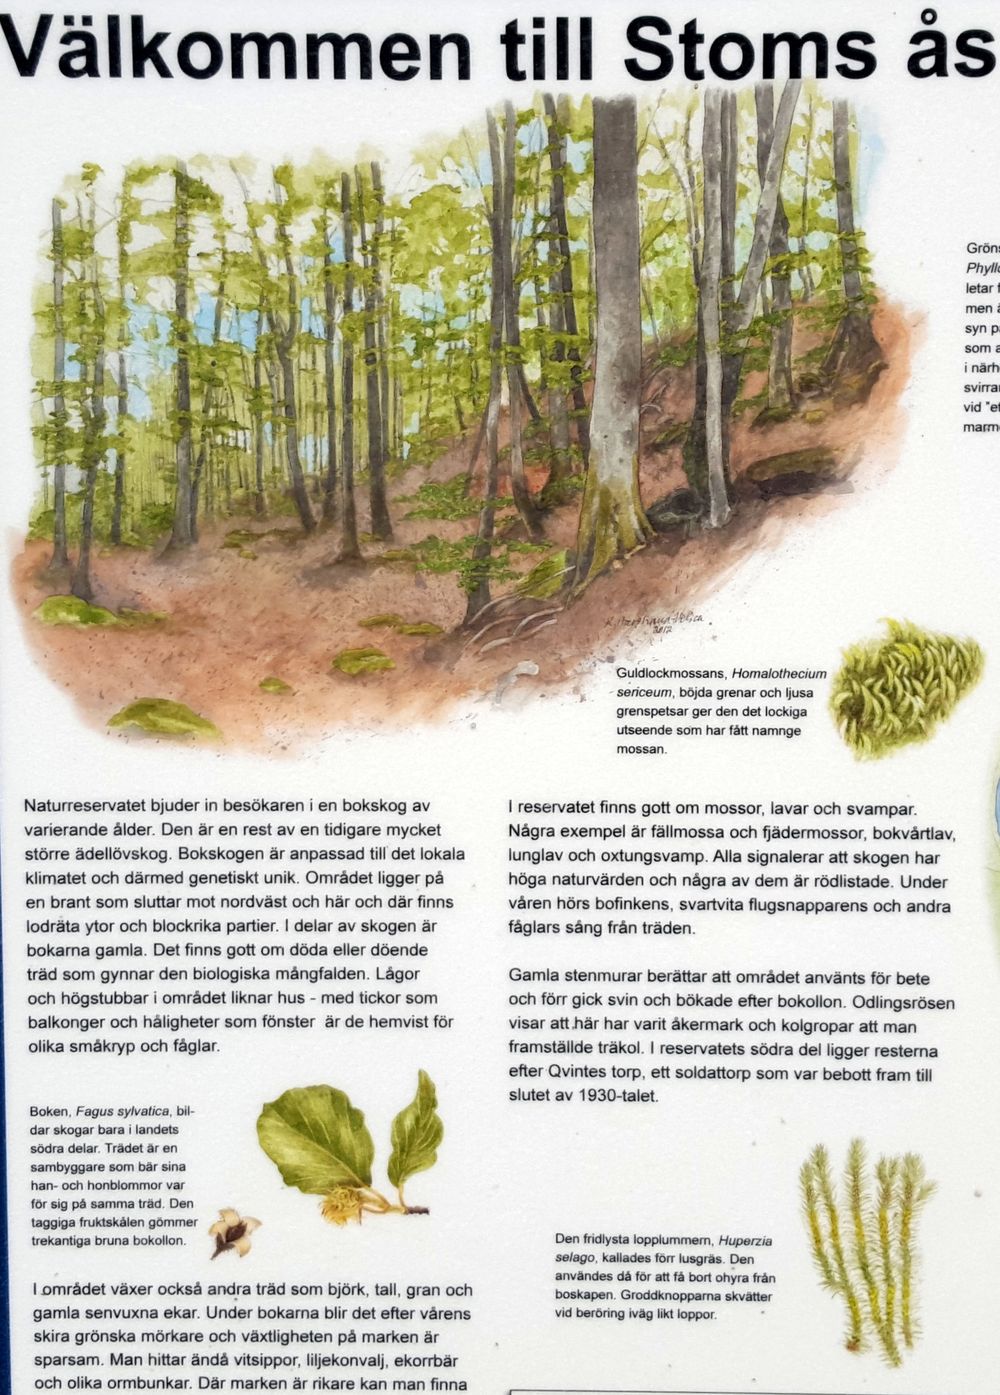 Välkommen till Stoms ås
letar
men
syn
som
i
vid
Guldlockmossans, Homalothecium
sericeum, böjda grenar och ljusa
grenspetsar ger den det lockiga
utseende som har fått namnge
mossan.
Naturreservatet bjuder in besökaren i en bokskog av
varierande ålder. Den är en rest av en tidigare mycket
större ädellövskog. Bokskogen är anpassad till det lokala
klimatet och därmed genetiskt unik. Området ligger på
en brant som sluttar mot nordväst och här och där finns
lodräta ytor och blockrika partier. I delar av skogen är
bokarna gamla. Det finns gott om döda eller döende
träd som gynnar den biologiska mångfalden. Lågor
och högstubbar i området liknar hus - med tickor som
balkonger och håligheter som fönster är de hemvist för
olika småkryp och fåglar.
Boken, Fagus sylvatica, bil-
dar skogar bara i landets
södra delar. Trädet är en
sambyggare som bär sina
han- och honblommor var
för sig på samma träd. Den
taggiga fruktskålen gömmer
trekantiga bruna bokollon.
I området växer också andra träd som björk, tall, gran och
gamla senvuxna ekar. Under bokarna blir det efter vårens
skira grönska mörkare och växtligheten på marken är
sparsam. Man hittar ändå vitsippor, liljekonvalj, ekorrbär
och olika ormbunkar. Där marken är rikare kan man finna
I reservatet finns gott om mossor, lavar och svampar.
Några exempel är fällmossa och fjädermossor, bokvårtlav,
lunglav och oxtungsvamp. Alla signalerar att skogen har
höga naturvärden och några av dem är rödlistade. Under
våren hörs bofinkens, svartvita flugsnapparens och andra
fåglars sång från träden.
Gamla stenmurar berättar att området använts för bete
och förr gick svin och bökade efter bokollon. Odlingsrösen
visar att här har varit åkermark och kolgropar att man
framställde träkol. I reservatets södra del ligger resterna
efter Qvintes torp, ett soldattorp som var bebott fram till
slutet av 1930-talet.
Den fridlysta lopplummern, Huperzia
selago, kallades förr lusgräs. Den
användes då för att få bort ohyra från
boskapen. Groddknopparna skvätter
vid beröring iväg likt loppor.
2012